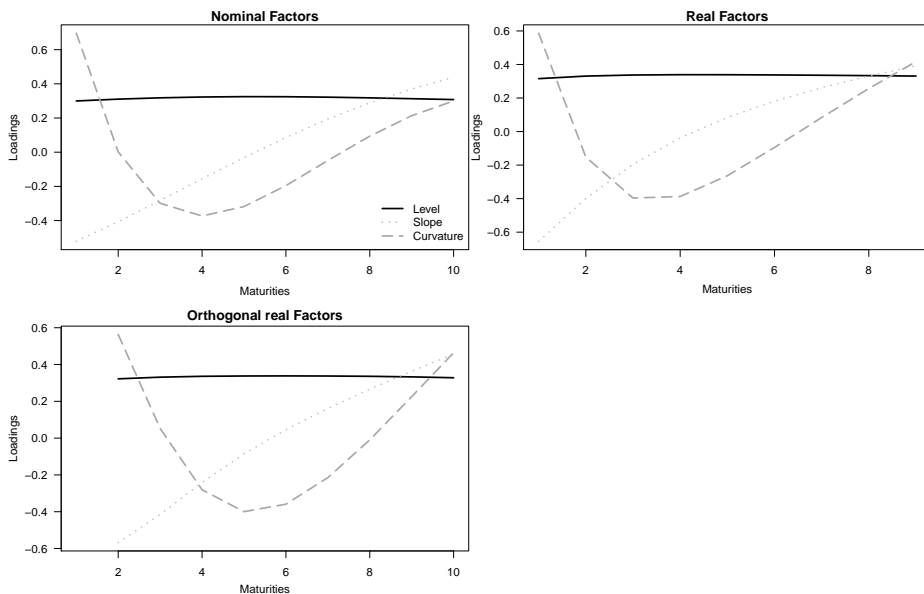 Nominal Factors
0.6
0.4
0.2
0.0
−0.2
−0.4
Loadings
Level
Slope
Curvature
2 4 6 8 10
Maturities
Real Factors
0.6
0.4
0.2
0.0
−0.2
−0.4
−0.6
Loadings
2 4 6 8
Maturities
Orthogonal real Factors
0.6
0.4
0.2
0.0
−0.2
−0.4
−0.6
Loadings
2 4 6 8 10
Maturities